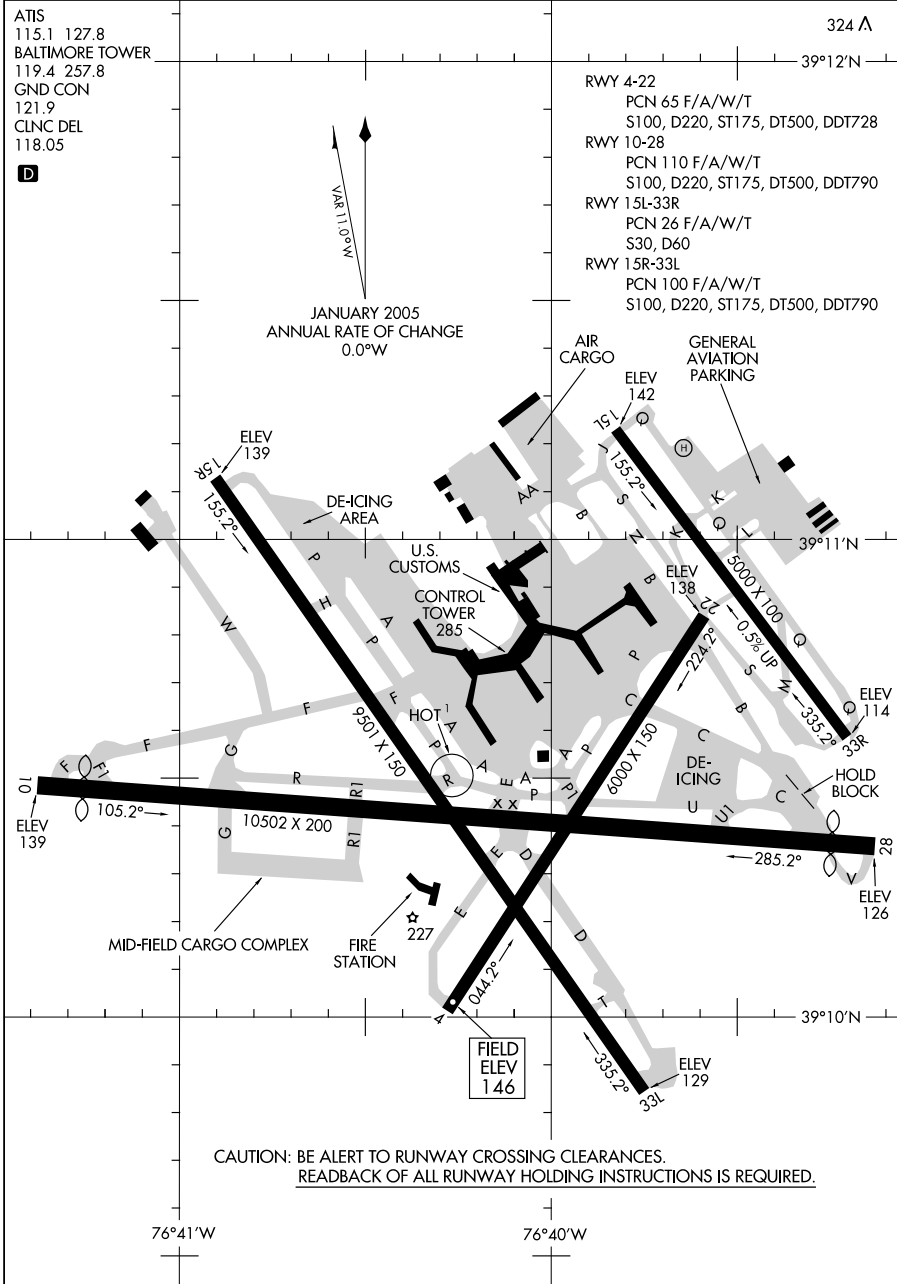 ATIS
115.1 127.8
BALTIMORE TOWER
119.4 257.8
GND CON
121.9
CLNC DEL
118.05
D
324
39°12'N
RWY 4-22
PCN 65 F/A/W/T
S100, D220, ST175, DT500, DDT728
RWY 10-28
PCN 110 F/A/W/T
S100, D220, ST175, DT500, DDT790
RWY 15L-33R
PCN 26 F/A/W/T
S30, D60
RWY 15R-33L
PCN 100 F/A/W/T
S100, D220, ST175, DT500, DDT790
VAR 11.0°W
JANUARY 2005
ANNUAL RATE OF CHANGE
0.0°W
AIR
CARGO
GENERAL
AVIATION
PARKING
ELEV
142
15L
Q
H
J
155.2°
ELEV
139
15R
155.2°
DE-ICING
AREA
AA
B
S
N
K
K
Q
L
39°11'N
U.S.
CUSTOMS
CONTROL
TOWER
285
P
H
A
P
B
ELEV
138
22
5000 X 100
0.5% UP
W
224.2°
P
C
Q
S
M
335.2°
Q
33R
ELEV
114
F
F
F
9501 X 150
A
P
HOT 1
R
A
E
A
P
A
P
P1
6000 X 150
B
C
DE-
ICING
HOLD
BLOCK
C
G
F
F1
R
R1
X X
U
U1
10
105.2°
10502 X 200
ELEV
139
G
R1
E
D
285.2°
28
V
ELEV
126
MID-FIELD CARGO COMPLEX
FIRE
STATION
227
E
D
044.2°
4
T
39°10'N
FIELD
ELEV
146
335.2°
33L
ELEV
129
CAUTION: BE ALERT TO RUNWAY CROSSING CLEARANCES.
READBACK OF ALL RUNWAY HOLDING INSTRUCTIONS IS REQUIRED.
76°41'W
76°40'W